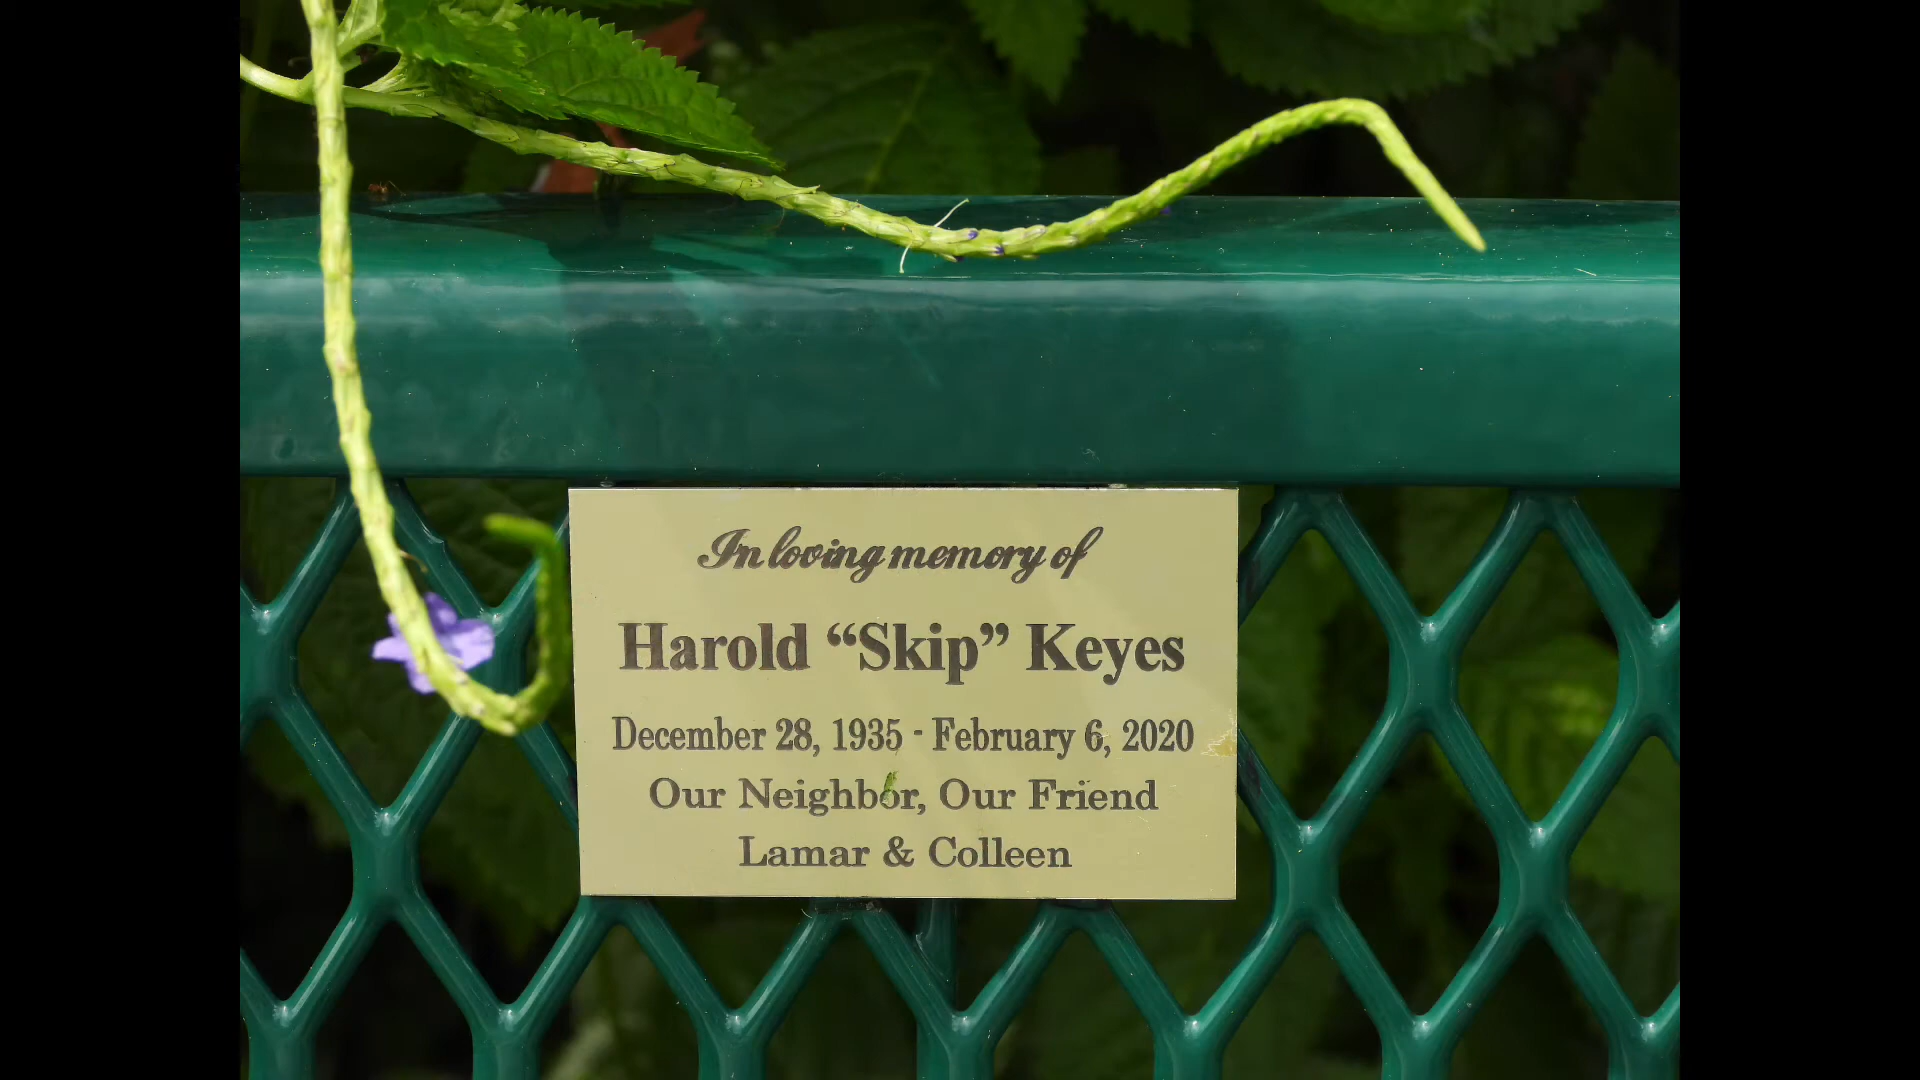 In loving memory of
Harold “Skip” Keyes
December 28, 1935 - February 6, 2020
Our Neighbor, Our Friend
Lamar & Colleen